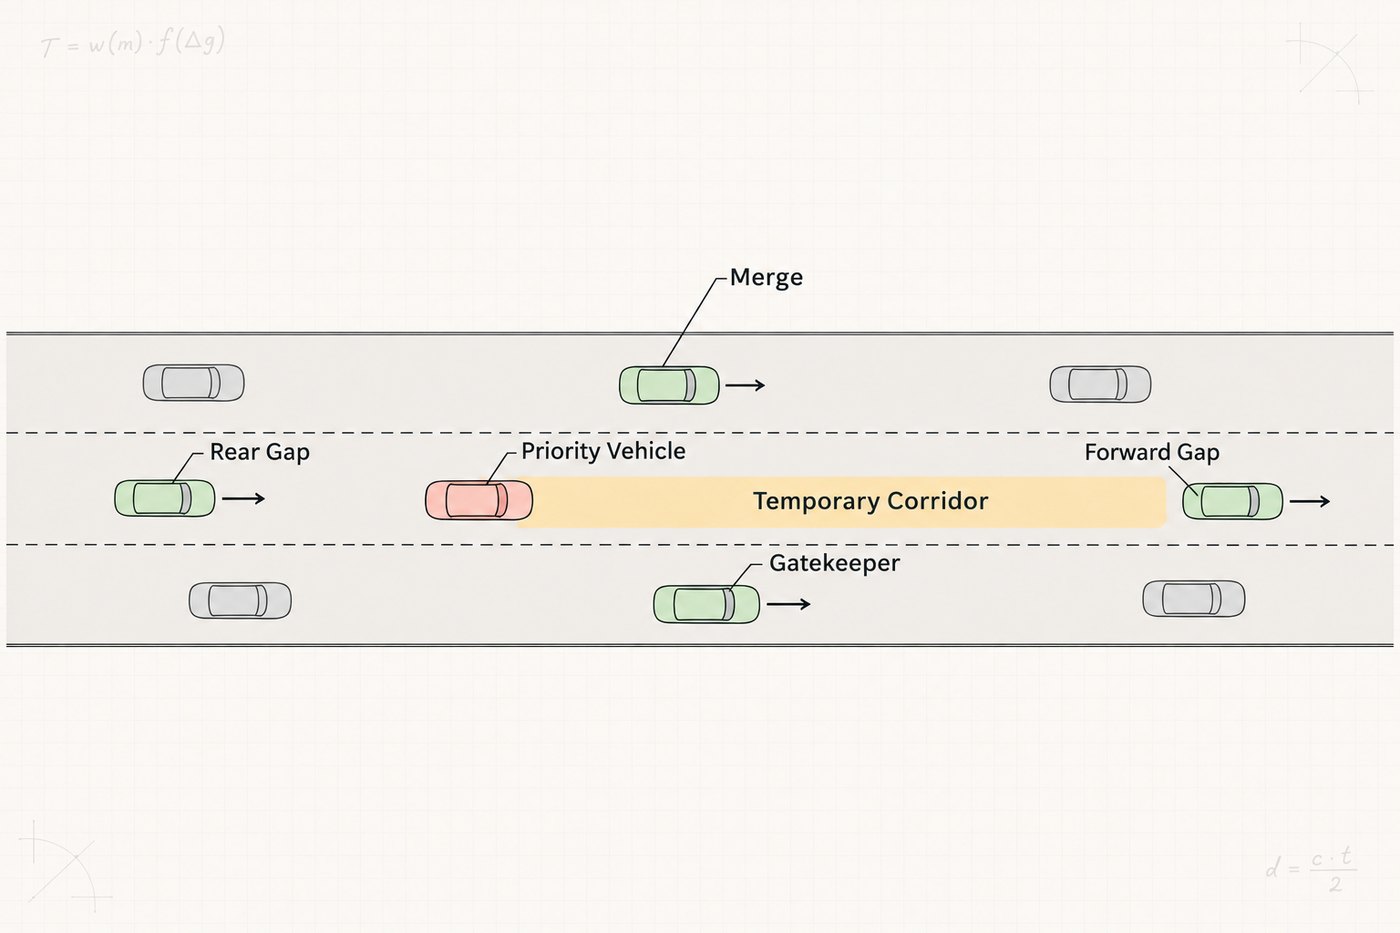 T = w(m) · f(Δg)
Merge
Rear Gap
Priority Vehicle
Forward Gap
Temporary Corridor
Gatekeeper
d = c · t / 2